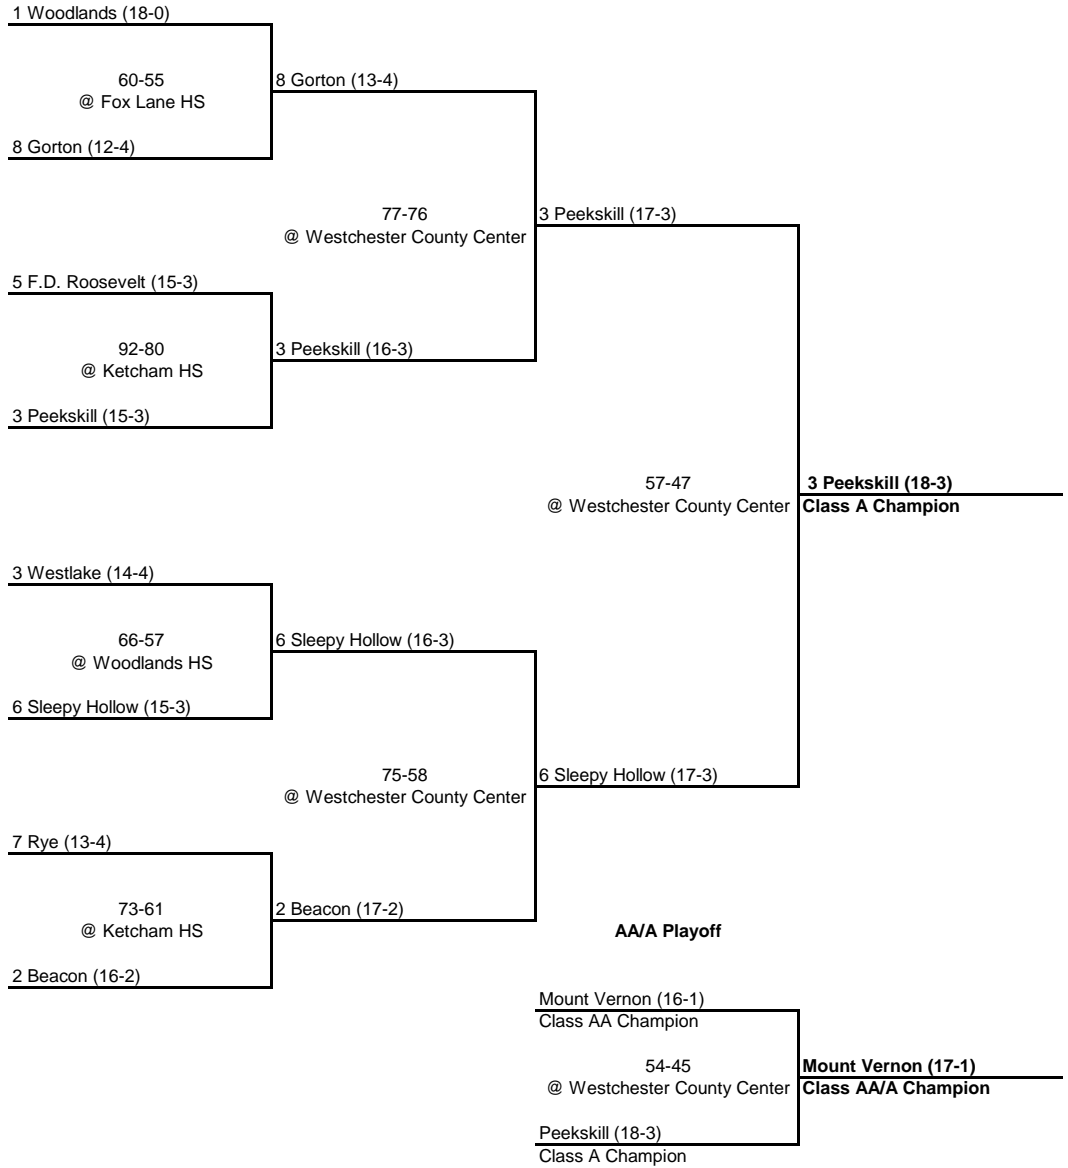 1 Woodlands (18-0)
60-55
@ Fox Lane HS
8 Gorton (13-4)
8 Gorton (12-4)
77-76
@ Westchester County Center
3 Peekskill (17-3)
5 F.D. Roosevelt (15-3)
92-80
@ Ketcham HS
3 Peekskill (16-3)
3 Peekskill (15-3)
57-47
@ Westchester County Center
3 Peekskill (18-3)
Class A Champion
3 Westlake (14-4)
66-57
@ Woodlands HS
6 Sleepy Hollow (16-3)
6 Sleepy Hollow (15-3)
75-58
@ Westchester County Center
6 Sleepy Hollow (17-3)
7 Rye (13-4)
73-61
@ Ketcham HS
2 Beacon (17-2)
2 Beacon (16-2)
AA/A Playoff
Mount Vernon (16-1)
Class AA Champion
54-45
@ Westchester County Center
Mount Vernon (17-1)
Class AA/A Champion
Peekskill (18-3)
Class A Champion